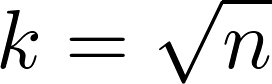 k = √n